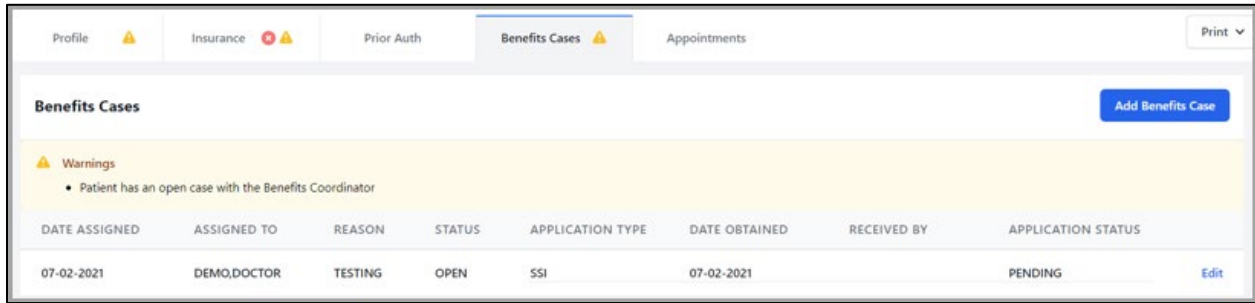 Profile Insurance Prior Auth Benefits Cases Appointments Print
Benefits Cases Add Benefits Case
Warnings
• Patient has an open case with the Benefits Coordinator
DATE ASSIGNED ASSIGNED TO REASON STATUS APPLICATION TYPE DATE OBTAINED RECEIVED BY APPLICATION STATUS
07-02-2021 DEMO,DOCTOR TESTING OPEN SSI 07-02-2021 PENDING Edit